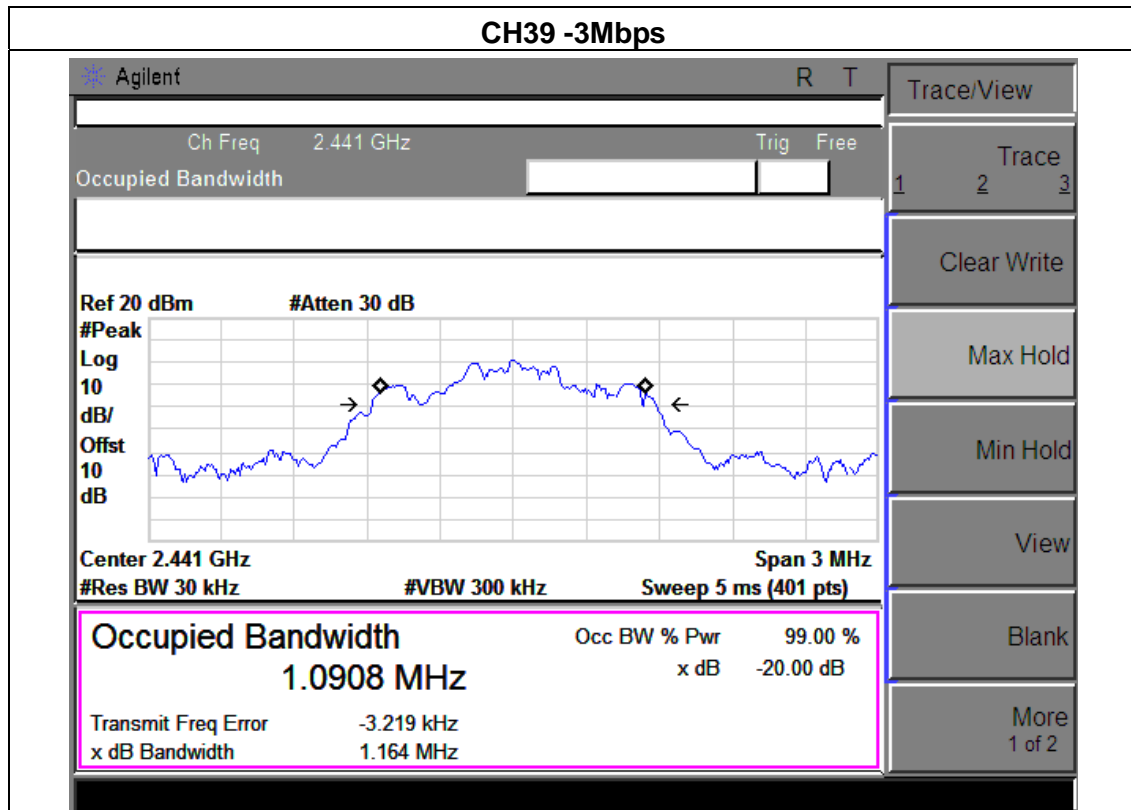 CH39 -3Mbps
Agilent R T
Ch Freq 2.441 GHz Trig Free
Occupied Bandwidth
Ref 20 dBm #Atten 30 dB
#Peak
Log
10
dB/
Offst
10
dB
Center 2.441 GHz Span 3 MHz
#Res BW 30 kHz #VBW 300 kHz Sweep 5 ms (401 pts)
Occupied Bandwidth Occ BW % Pwr 99.00 %
1.0908 MHz x dB -20.00 dB
Transmit Freq Error -3.219 kHz
x dB Bandwidth 1.164 MHz
Trace/View
Trace
1 2 3
Clear Write
Max Hold
Min Hold
View
Blank
More
1 of 2